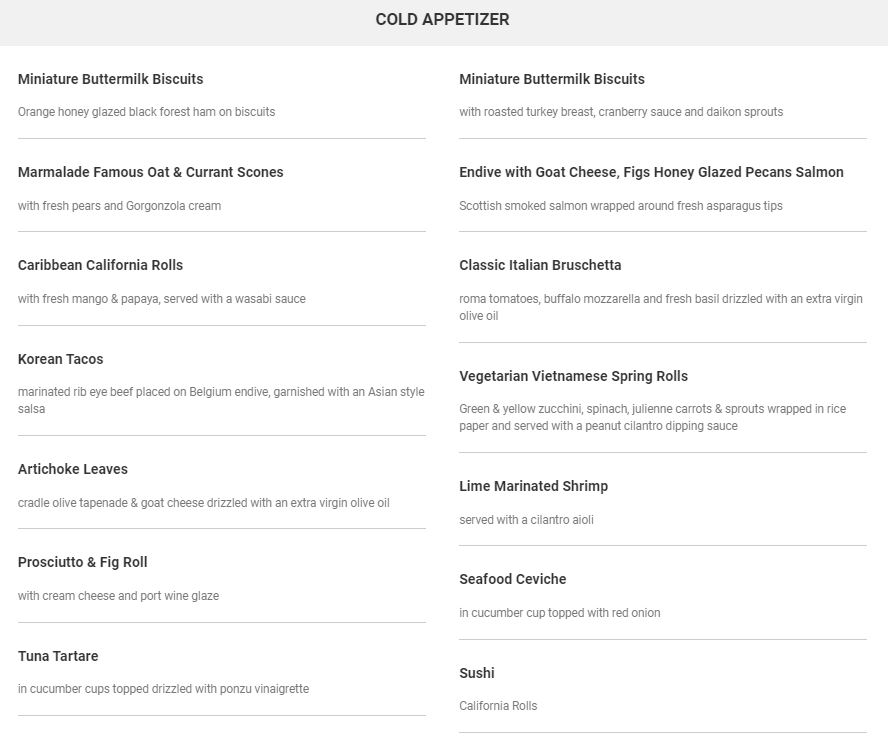 COLD APPETIZER
Miniature Buttermilk Biscuits
Orange honey glazed black forest ham on biscuits
Marmalade Famous Oat & Currant Scones
with fresh pears and Gorgonzola cream
Caribbean California Rolls
with fresh mango & papaya, served with a wasabi sauce
Korean Tacos
marinated rib eye beef placed on Belgium endive, garnished with an Asian style
salsa
Artichoke Leaves
cradle olive tapenade & goat cheese drizzled with an extra virgin olive oil
Prosciutto & Fig Roll
with cream cheese and port wine glaze
Tuna Tartare
in cucumber cups topped drizzled with ponzu vinaigrette
Miniature Buttermilk Biscuits
with roasted turkey breast, cranberry sauce and daikon sprouts
Endive with Goat Cheese, Figs Honey Glazed Pecans Salmon
Scottish smoked salmon wrapped around fresh asparagus tips
Classic Italian Bruschetta
roma tomatoes, buffalo mozzarella and fresh basil drizzled with an extra virgin
olive oil
Vegetarian Vietnamese Spring Rolls
Green & yellow zucchini, spinach, julienne carrots & sprouts wrapped in rice
paper and served with a peanut cilantro dipping sauce
Lime Marinated Shrimp
served with a cilantro aioli
Seafood Ceviche
in cucumber cup topped with red onion
Sushi
California Rolls